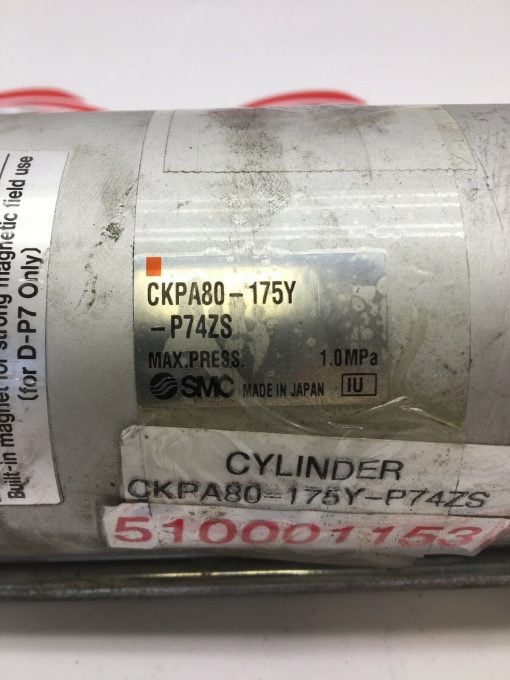 Built-in magnet for strong magnetic field use
(for D-P7 Only)
CKPA80-175Y
-P74ZS
MAX.PRESS. 1.0MPa
SMC MADE IN JAPAN IU
CYLINDER
CKPA80-175Y-P74ZS
5100011531